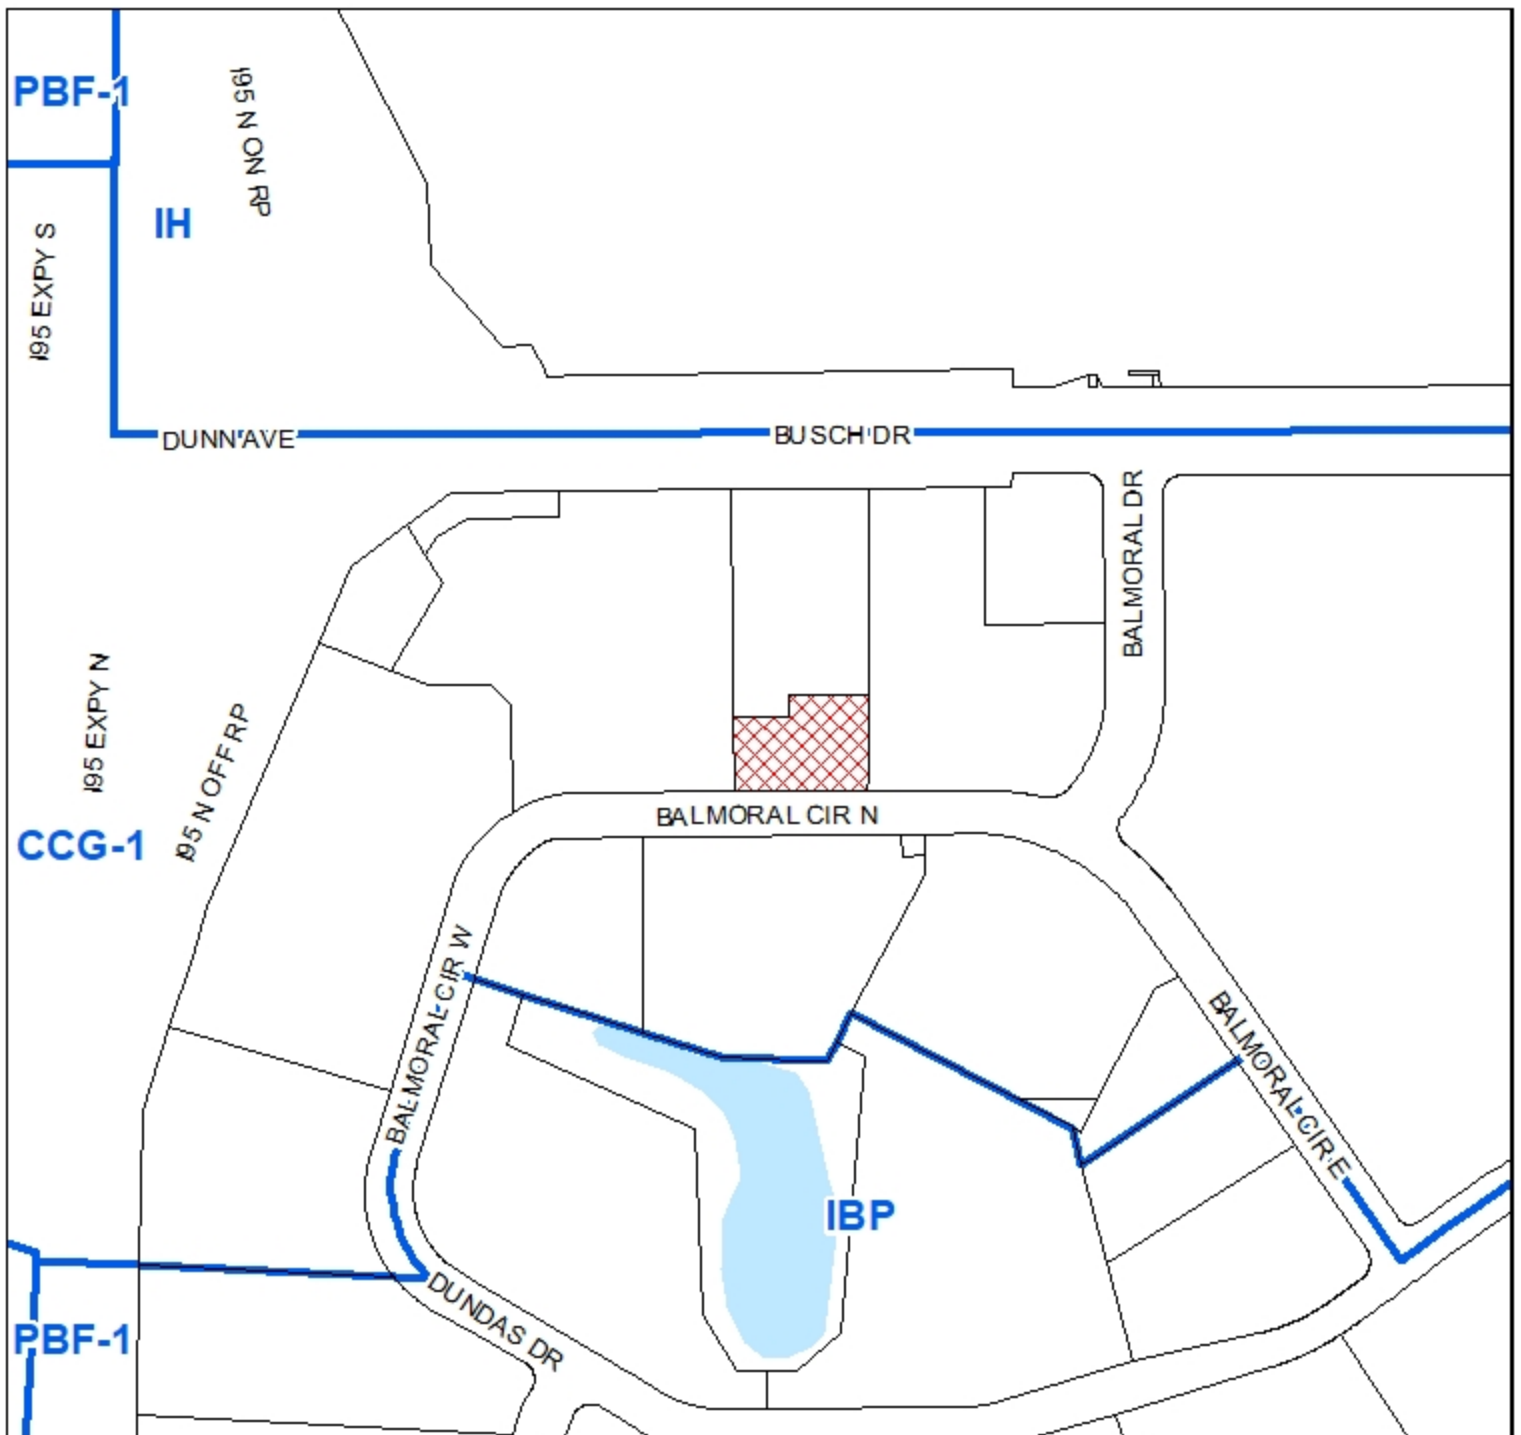 PBF-1
I95 N ON RP
IH
I95 EXPY S
DUNN AVE
BUSCH DR
BALMORAL DR
I95 EXPY N
I95 N OFF RP
BALMORAL CIR N
CCG-1
BALMORAL CIR W
BALMORAL CIR E
IBP
DUNDAS DR
PBF-1